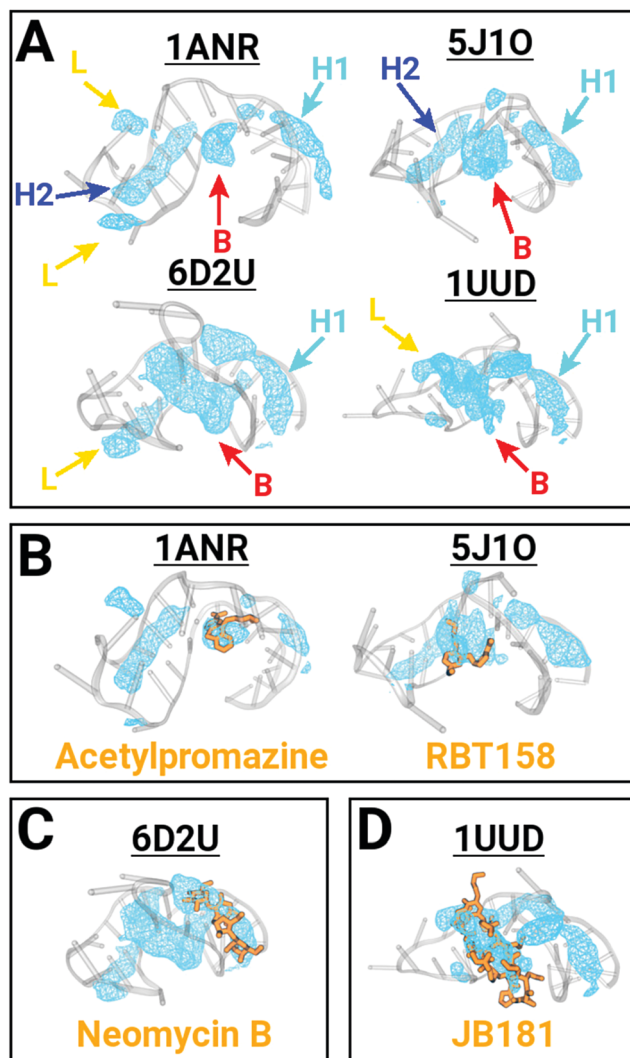 A
1ANR
5J1O
L
H1
H2
H1
H2
B
B
L
6D2U
1UUD
H1
L
H1
L
B
B
B
1ANR
5J1O
Acetylpromazine
RBT158
C
6D2U
Neomycin B
D
1UUD
JB181